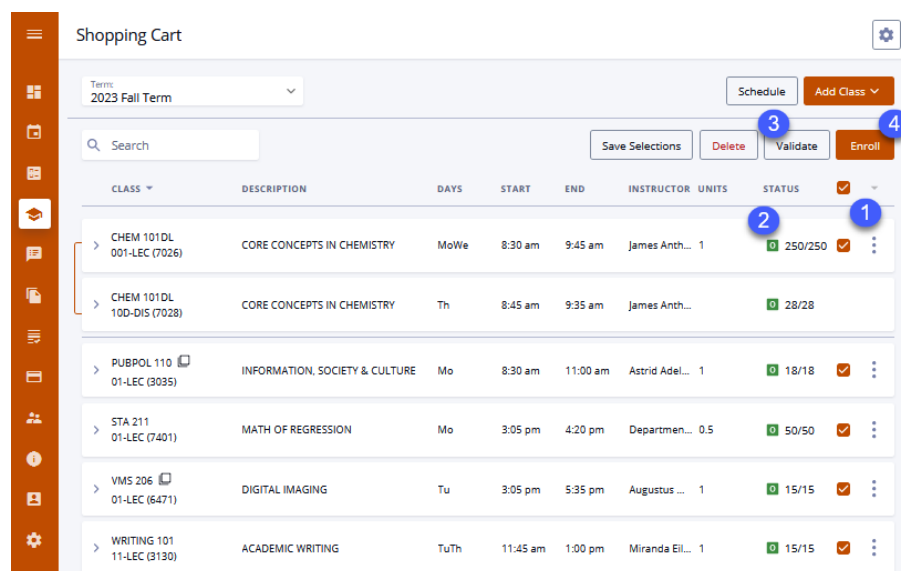 Shopping Cart
Term:
2023 Fall Term
Schedule
Add Class
3
4
Search
Save Selections
Delete
Validate
Enroll
CLASS DESCRIPTION DAYS START END INSTRUCTOR UNITS STATUS
2
1
CHEM 101DL
001-LEC (7026)
CORE CONCEPTS IN CHEMISTRY MoWe 8:30 am 9:45 am James Anth... 1 O 250/250
CHEM 101DL
10D-DIS (7028)
CORE CONCEPTS IN CHEMISTRY Th 8:45 am 9:35 am James Anth... O 28/28
PUBPOL 110
01-LEC (3035)
INFORMATION, SOCIETY & CULTURE Mo 8:30 am 11:00 am Astrid Adel... 1 O 18/18
STA 211
01-LEC (7401)
MATH OF REGRESSION Mo 3:05 pm 4:20 pm Departmen... 0.5 O 50/50
VMS 206
01-LEC (6471)
DIGITAL IMAGING Tu 3:05 pm 5:35 pm Augustus ... 1 O 15/15
WRITING 101
11-LEC (3130)
ACADEMIC WRITING TuTh 11:45 am 1:00 pm Miranda Eil... 1 O 15/15